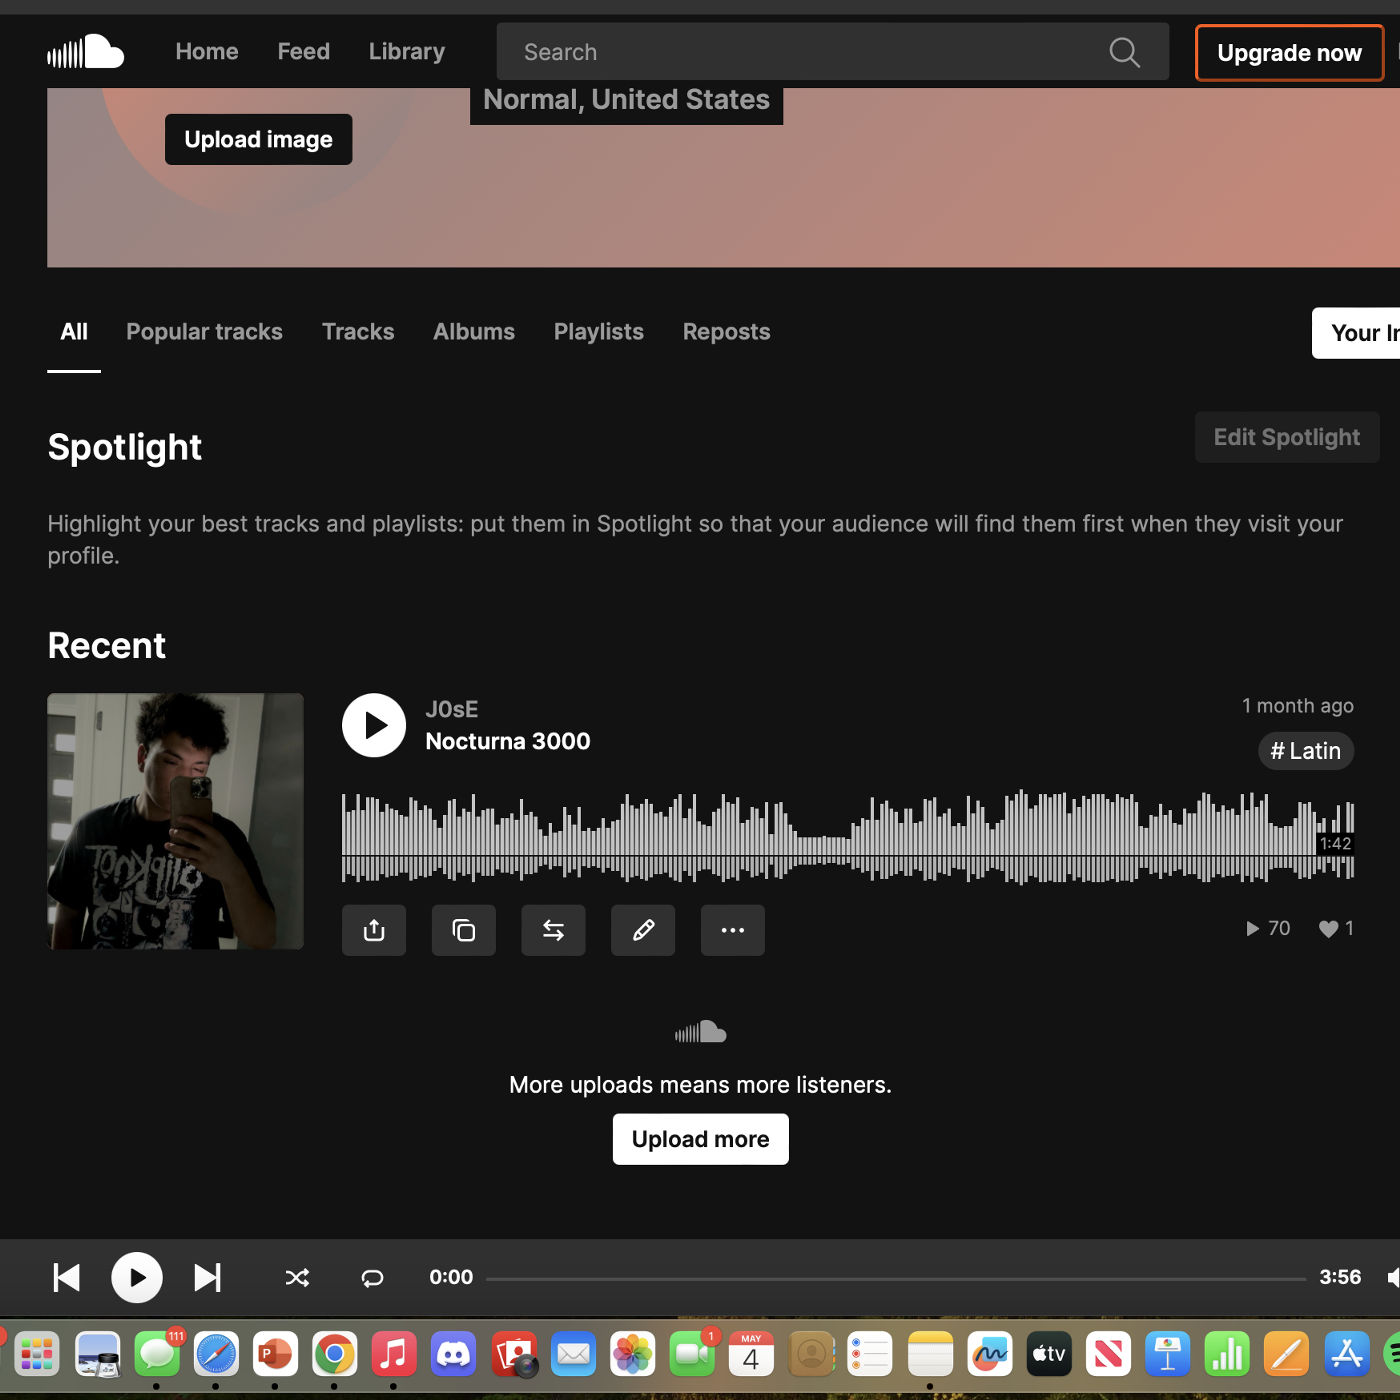 Home Feed Library Search Upgrade now
Normal, United States
Upload image
All Popular tracks Tracks Albums Playlists Reposts
Your
Spotlight
Edit Spotlight
Highlight your best tracks and playlists: put them in Spotlight so that your audience will find them first when they visit your
profile.
Recent
J0sE
1 month ago
Nocturna 3000
# Latin
Slipknot
1:42
70 1
More uploads means more listeners.
Upload more
0:00 3:56
111
1
MAY
4
P
tv